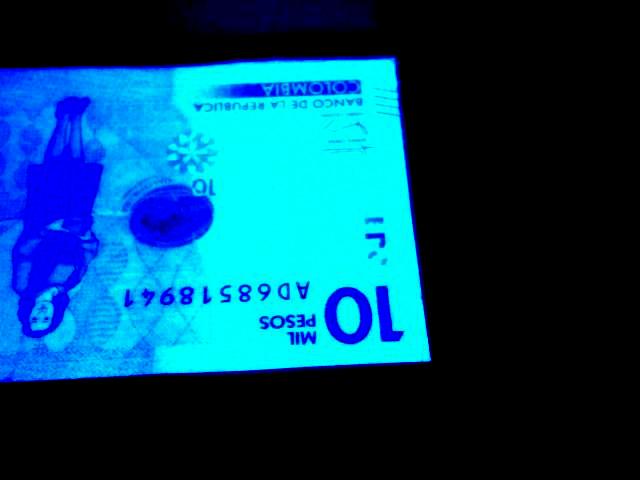 10 MIL
PESOS
AD68518941
10
BANCO DE LA REPUBLICA
COLOMBIA